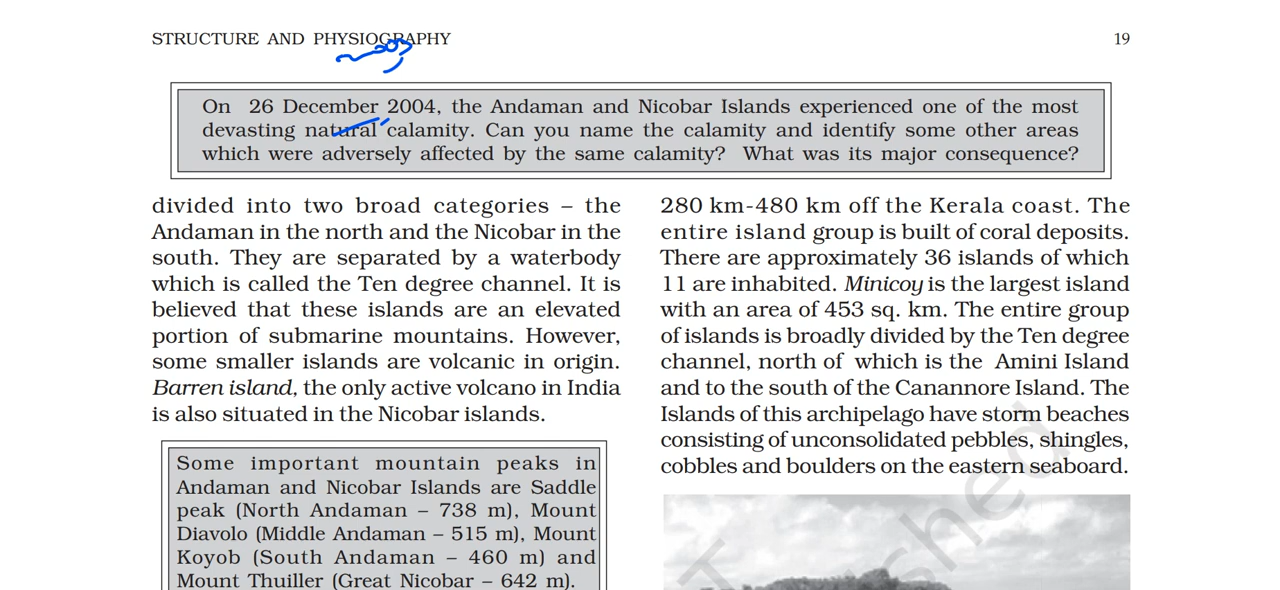 STRUCTURE AND PHYSIOGRAPHY
19
On 26 December 2004, the Andaman and Nicobar Islands experienced one of the most
devasting natural calamity. Can you name the calamity and identify some other areas
which were adversely affected by the same calamity? What was its major consequence?
divided into two broad categories – the
Andaman in the north and the Nicobar in the
south. They are separated by a waterbody
which is called the Ten degree channel. It is
believed that these islands are an elevated
portion of submarine mountains. However,
some smaller islands are volcanic in origin.
Barren island, the only active volcano in India
is also situated in the Nicobar islands.
Some important mountain peaks in
Andaman and Nicobar Islands are Saddle
peak (North Andaman – 738 m), Mount
Diavolo (Middle Andaman – 515 m), Mount
Koyob (South Andaman – 460 m) and
Mount Thuiller (Great Nicobar – 642 m).
280 km-480 km off the Kerala coast. The
entire island group is built of coral deposits.
There are approximately 36 islands of which
11 are inhabited. Minicoy is the largest island
with an area of 453 sq. km. The entire group
of islands is broadly divided by the Ten degree
channel, north of which is the Amini Island
and to the south of the Canannore Island. The
Islands of this archipelago have storm beaches
consisting of unconsolidated pebbles, shingles,
cobbles and boulders on the eastern seaboard.